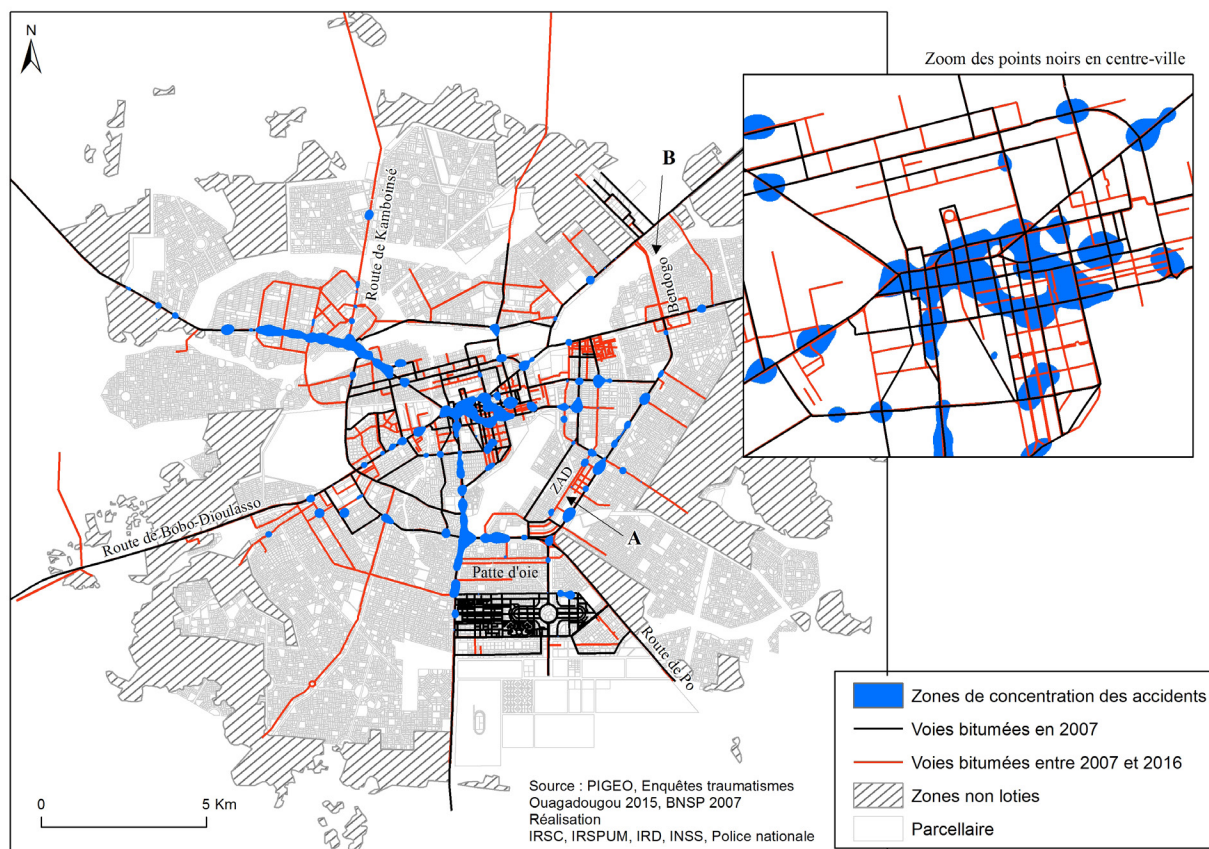 N
Zoom des points noirs en centre-ville
B
Route de Kamboinsé
Bendogo
ZAD
A
Route de Bobo-Dioulasso
Patte d'oie
Route de Po
0 5 Km
Source : PIGEO, Enquêtes traumatismes
Ouagadougou 2015, BNSP 2007
Réalisation
IRSC, IRSPUM, IRD, INSS, Police nationale
Zones de concentration des accidents
Voies bitumées en 2007
Voies bitumées entre 2007 et 2016
Zones non loties
Parcellaire